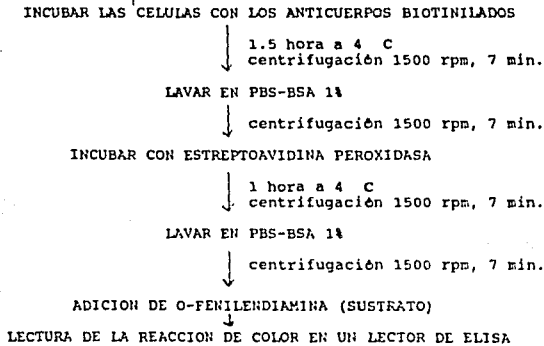 INCUBAR LAS CELULAS CON LOS ANTICUERPOS BIOTINILADOS
1.5 hora a 4 C
centrifugación 1500 rpm, 7 min.
LAVAR EN PBS-BSA 1%
centrifugación 1500 rpm, 7 min.
INCUBAR CON ESTREPTOAVIDINA PEROXIDASA
1 hora a 4 C
centrifugación 1500 rpm, 7 min.
LAVAR EN PBS-BSA 1%
centrifugación 1500 rpm, 7 min.
ADICION DE O-FENILENDIAMINA (SUSTRATO)
LECTURA DE LA REACCION DE COLOR EN UN LECTOR DE ELISA